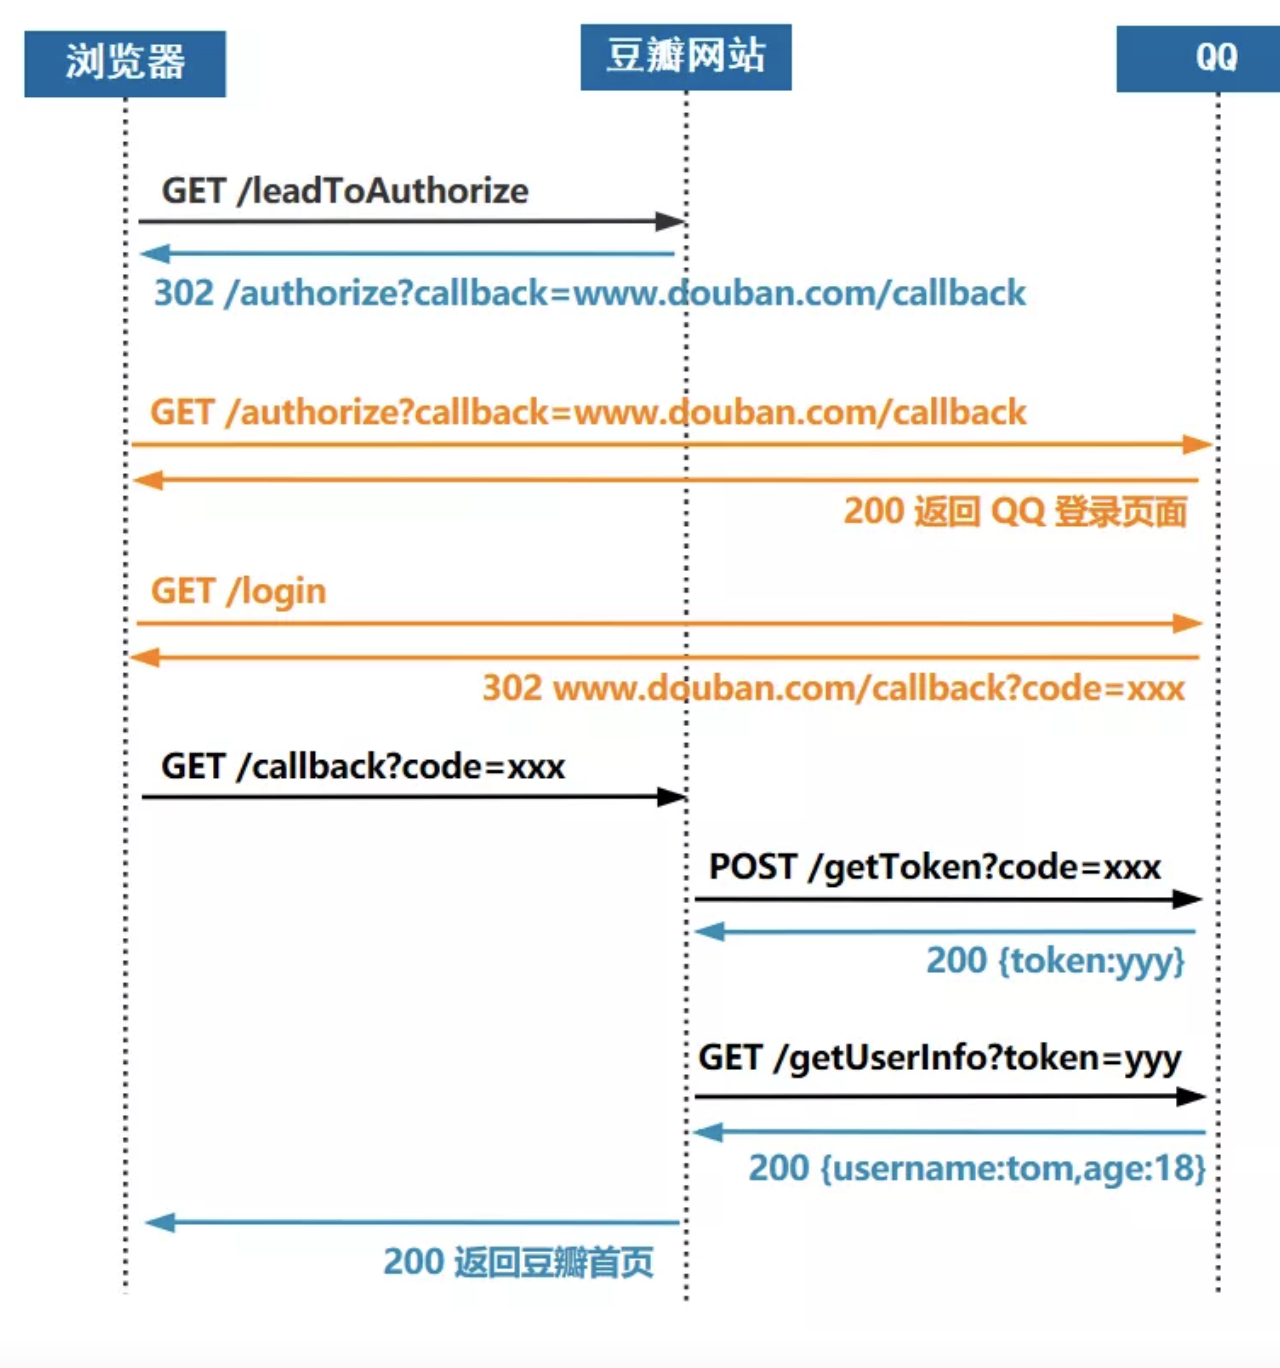 浏览器
豆瓣网站
QQ
GET /leadToAuthorize
302 /authorize?callback=www.douban.com/callback
GET /authorize?callback=www.douban.com/callback
200 返回 QQ 登录页面
GET /login
302 www.douban.com/callback?code=xxx
GET /callback?code=xxx
POST /getToken?code=xxx
200 {token:yyy}
GET /getUserInfo?token=yyy
200 {username:tom,age:18}
200 返回豆瓣首页